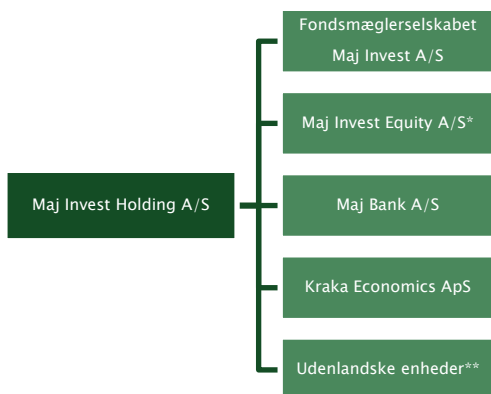 Fondsmæglerselskabet
Maj Invest A/S
Maj Invest Equity A/S*
Maj Invest Holding A/S
Maj Bank A/S
Kraka Economics ApS
Udenlandske enheder**